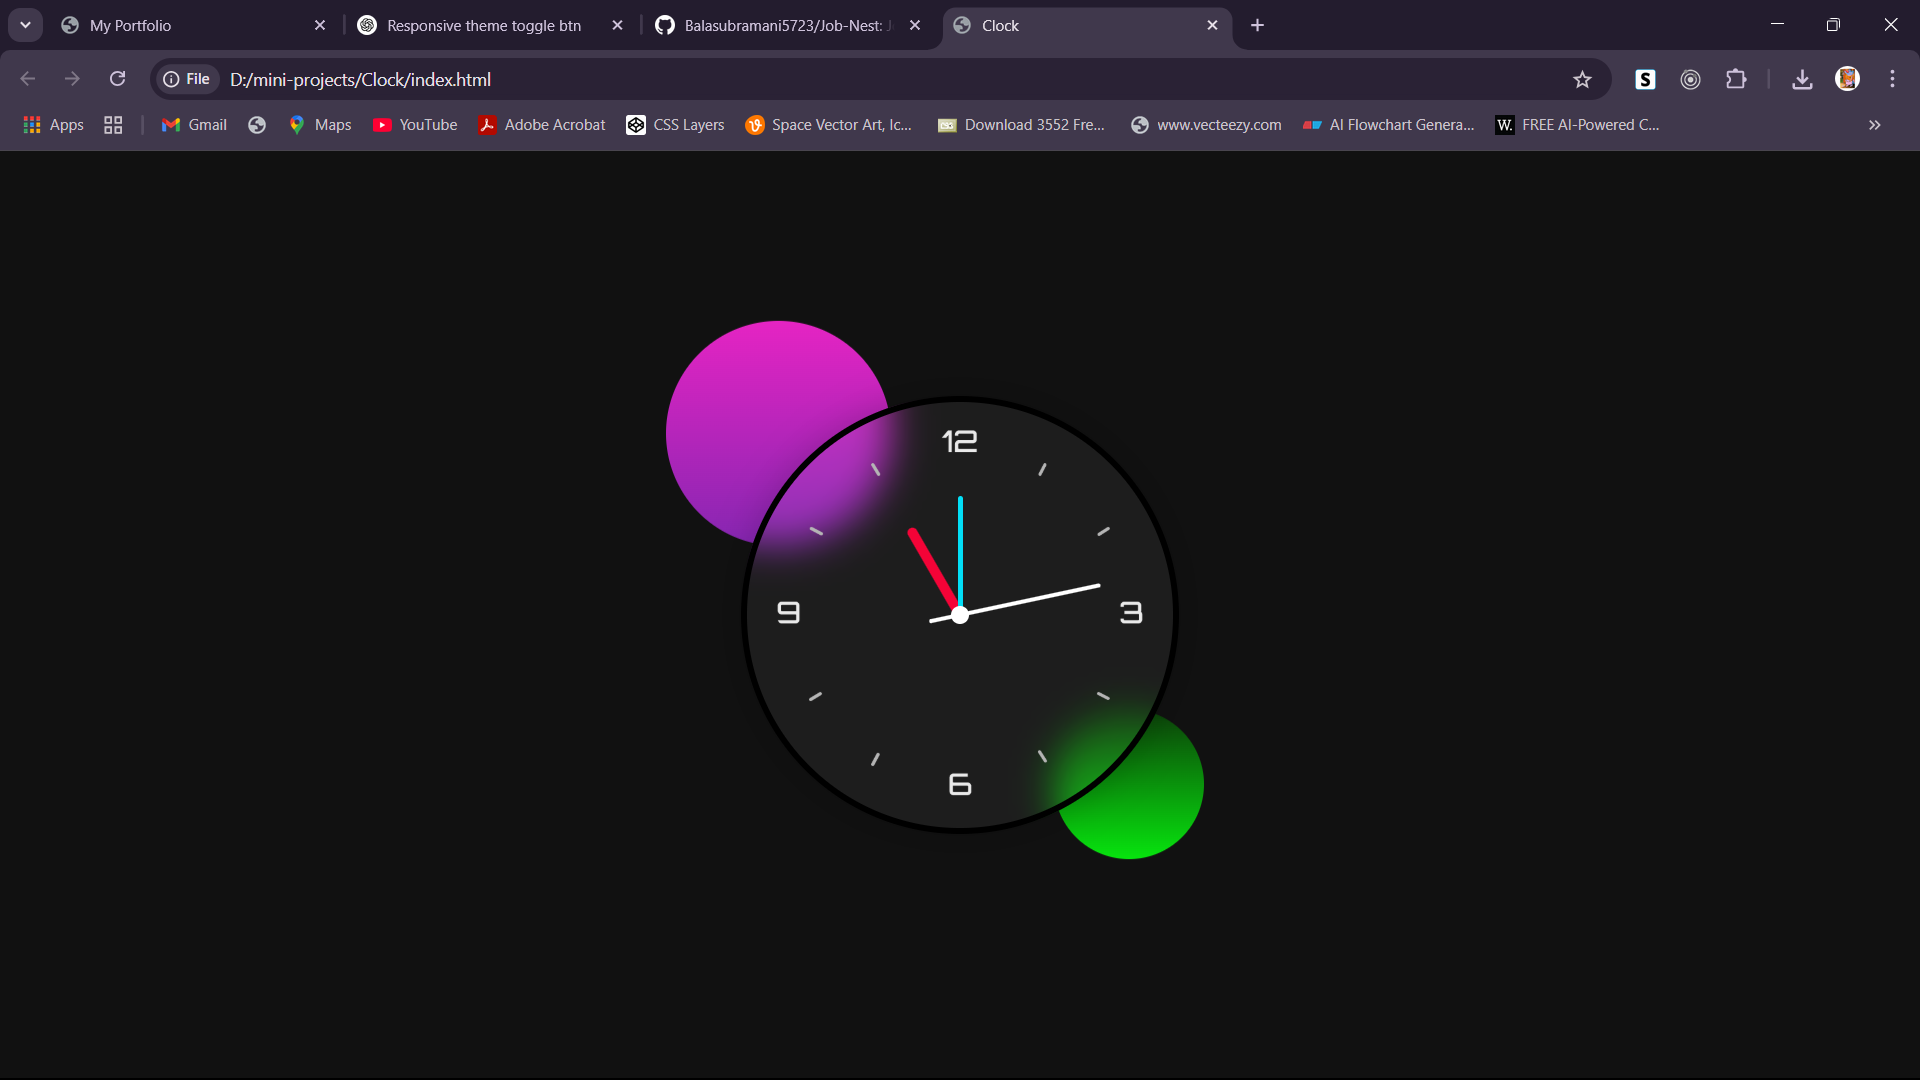 My Portfolio
Responsive theme toggle btn
Balasubramani5723/Job-Nest:
Clock
File
D:/mini-projects/Clock/index.html
S
Apps
Gmail
Maps
YouTube
Adobe Acrobat
CSS Layers
Space Vector Art, Ic...
Download 3552 Fre...
www.vecteezy.com
AI Flowchart Genera...
W.
FREE AI-Powered C...
12
9
3
6